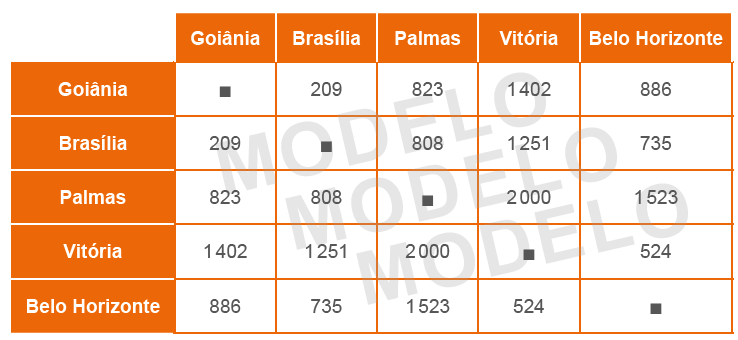 Goiânia Brasília Palmas Vitória Belo Horizonte
Goiânia ■ 209 823 1402 886
Brasília 209 ■ 808 1251 735
Palmas 823 808 ■ 2000 1523
Vitória 1402 1251 2000 ■ 524
Belo Horizonte 886 735 1523 524 ■
MODELO
MODELO
MODELO